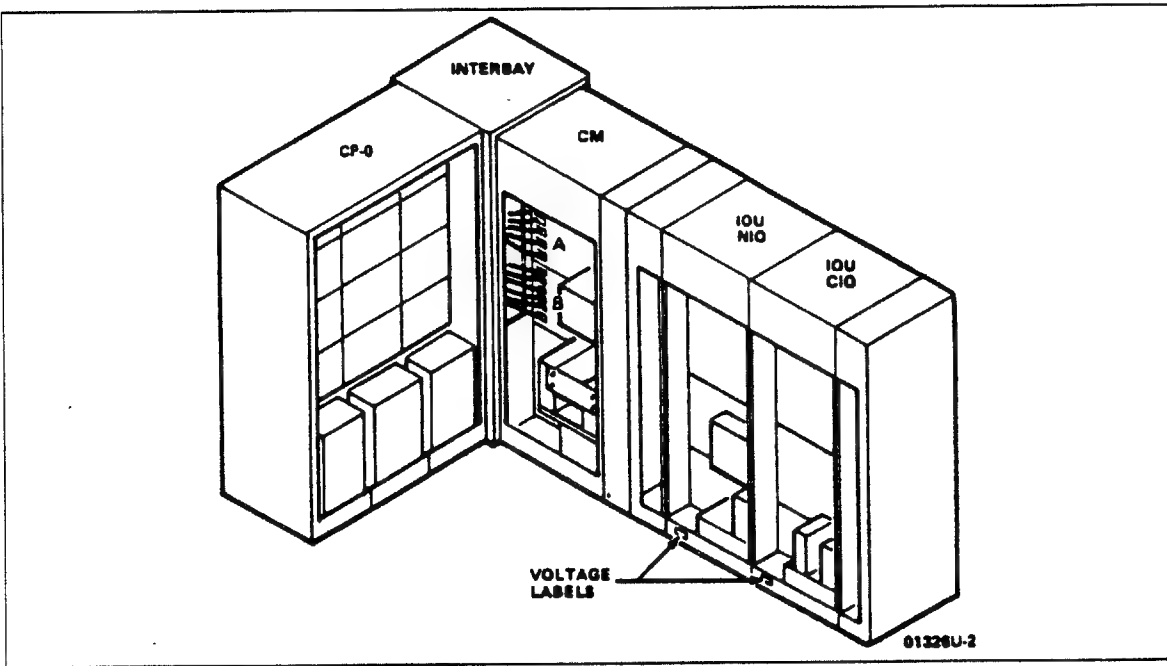 INTERBAY
CP-0
CM
A
B
IOU
NIO
IOU
CIO
VOLTAGE
LABELS
01326U-2